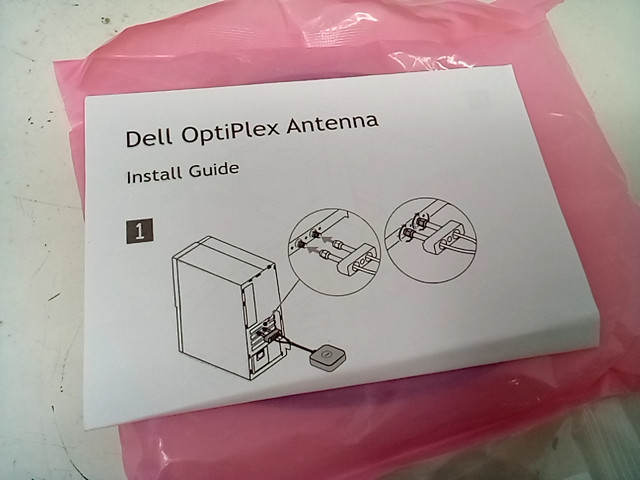 Dell OptiPlex Antenna
Install Guide
1